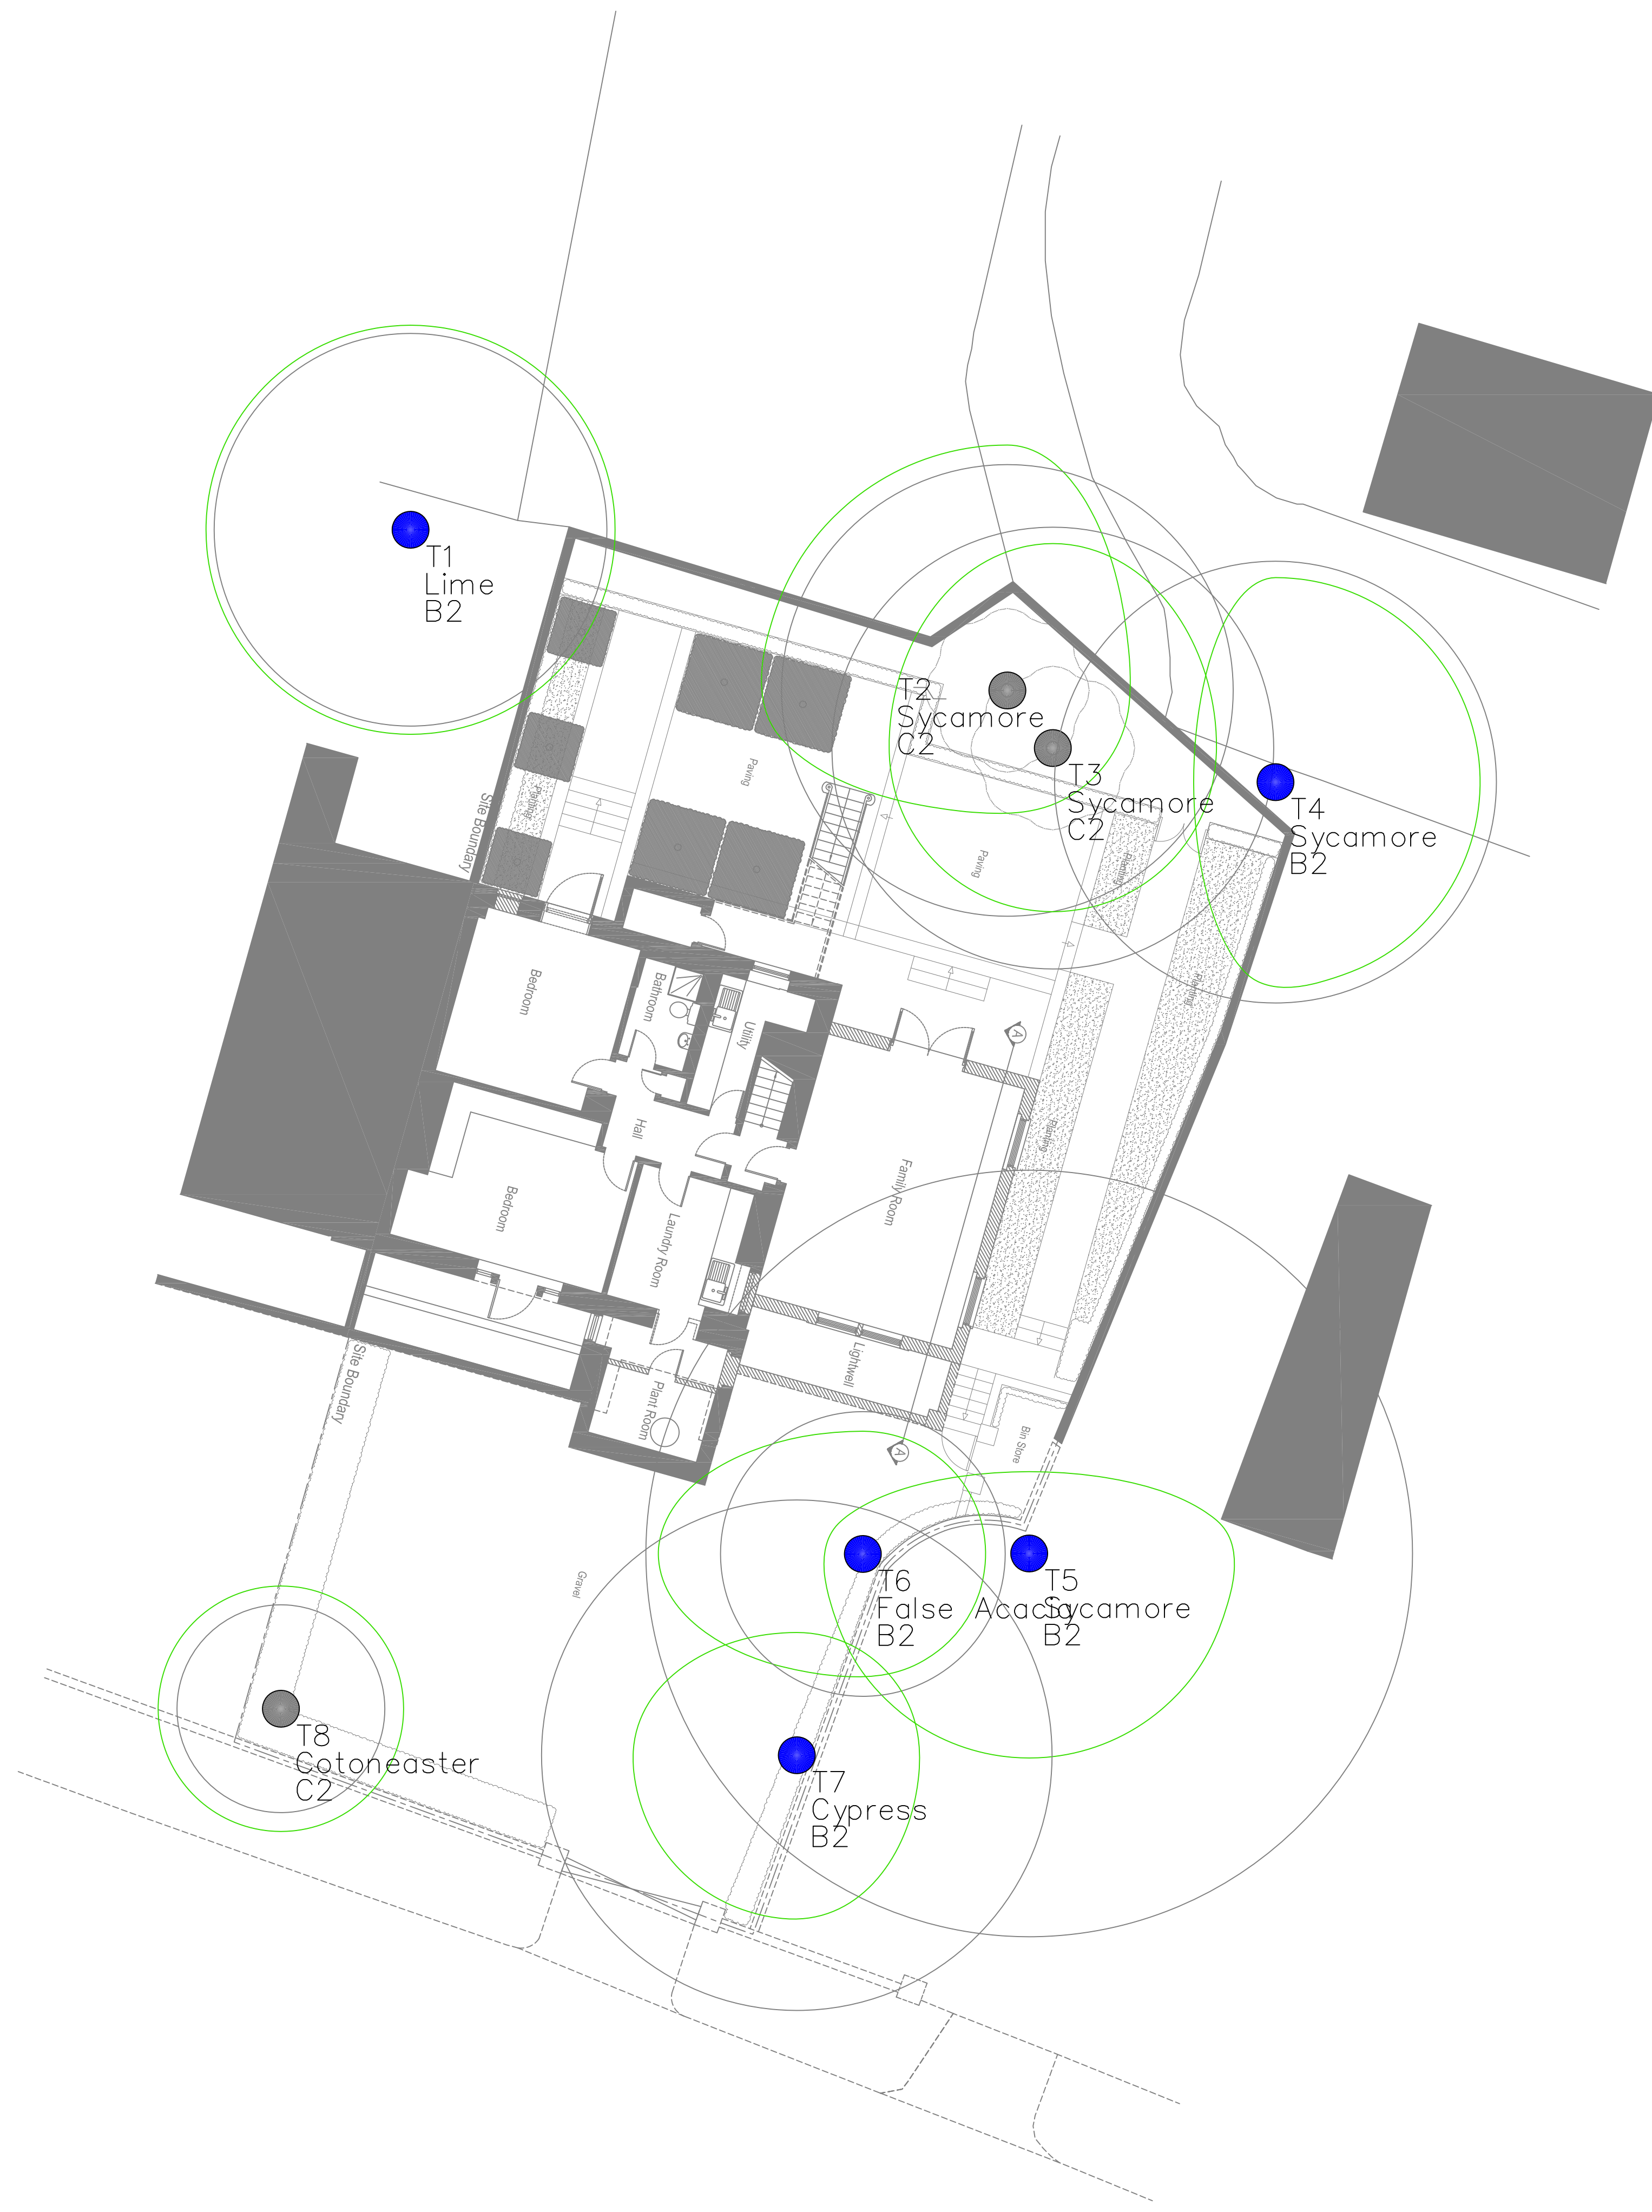 T1
Lime
B2
T2
Sycamore
C2
T3
Sycamore
C2
T4
Sycamore
B2
Site Boundary
Planting
Paving
Paving
Planting
Planting
Planting
Bedroom
Bathroom
Utility
Hall
Bedroom
Laundry Room
Family Room
A
Lightwell
Plant Room
Site Boundary
A
Bin Store
Gravel
T6
False Acacia
B2
T5
Sycamore
B2
T7
Cypress
B2
T8
Cotoneaster
C2